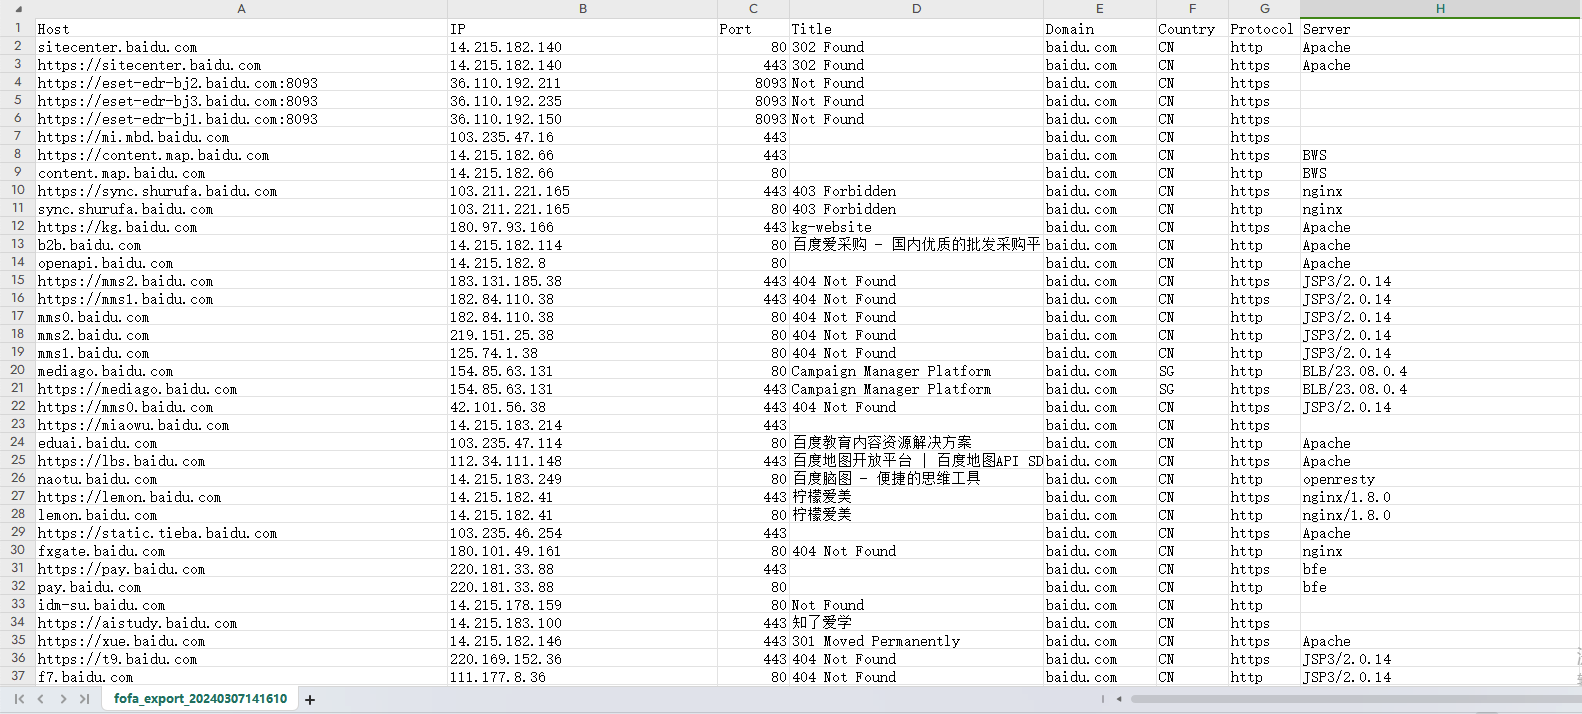 A B C D E F G H
1 Host IP Port Title Domain Country Protocol Server
2 sitecenter.baidu.com 14.215.182.140 80 302 Found baidu.com CN http Apache
3 https://sitecenter.baidu.com 14.215.182.140 443 302 Found baidu.com CN https Apache
4 https://eset-edr-bj2.baidu.com:8093 36.110.192.211 8093 Not Found baidu.com CN https
5 https://eset-edr-bj3.baidu.com:8093 36.110.192.235 8093 Not Found baidu.com CN https
6 https://eset-edr-bj1.baidu.com:8093 36.110.192.150 8093 Not Found baidu.com CN https
7 https://mi.mbd.baidu.com 103.235.47.16 443 baidu.com CN https
8 https://content.map.baidu.com 14.215.182.66 443 baidu.com CN https BWS
9 content.map.baidu.com 14.215.182.66 80 baidu.com CN http BWS
10 https://sync.shurufa.baidu.com 103.211.221.165 443 403 Forbidden baidu.com CN https nginx
11 sync.shurufa.baidu.com 103.211.221.165 80 403 Forbidden baidu.com CN http nginx
12 https://kg.baidu.com 180.97.93.166 443 kg-website baidu.com CN https Apache
13 b2b.baidu.com 14.215.182.114 80 百度爱采购 - 国内优质的批发采购平 baidu.com CN http Apache
14 openapi.baidu.com 14.215.182.8 80 baidu.com CN http Apache
15 https://mms2.baidu.com 183.131.185.38 443 404 Not Found baidu.com CN https JSP3/2.0.14
16 https://mms1.baidu.com 182.84.110.38 443 404 Not Found baidu.com CN https JSP3/2.0.14
17 mms0.baidu.com 182.84.110.38 80 404 Not Found baidu.com CN http JSP3/2.0.14
18 mms2.baidu.com 219.151.25.38 80 404 Not Found baidu.com CN http JSP3/2.0.14
19 mms1.baidu.com 125.74.1.38 80 404 Not Found baidu.com CN http JSP3/2.0.14
20 mediago.baidu.com 154.85.63.131 80 Campaign Manager Platform baidu.com SG http BLB/23.08.0.4
21 https://mediago.baidu.com 154.85.63.131 443 Campaign Manager Platform baidu.com SG https BLB/23.08.0.4
22 https://mms0.baidu.com 42.101.56.38 443 404 Not Found baidu.com CN https JSP3/2.0.14
23 https://miaowu.baidu.com 14.215.183.214 443 baidu.com CN https
24 eduai.baidu.com 103.235.47.114 80 百度教育内容资源解决方案 baidu.com CN http Apache
25 https://lbs.baidu.com 112.34.111.148 443 百度地图开放平台 | 百度地图API SD baidu.com CN https Apache
26 naotu.baidu.com 14.215.183.249 80 百度脑图 - 便捷的思维工具 baidu.com CN http openresty
27 https://lemon.baidu.com 14.215.182.41 443 柠檬爱美 baidu.com CN https nginx/1.8.0
28 lemon.baidu.com 14.215.182.41 80 柠檬爱美 baidu.com CN http nginx/1.8.0
29 https://static.tieba.baidu.com 103.235.46.254 443 baidu.com CN https Apache
30 fxgate.baidu.com 180.101.49.161 80 404 Not Found baidu.com CN http nginx
31 https://pay.baidu.com 220.181.33.88 443 baidu.com CN https bfe
32 pay.baidu.com 220.181.33.88 80 baidu.com CN http bfe
33 idm-su.baidu.com 14.215.178.159 80 Not Found baidu.com CN http
34 https://aistudy.baidu.com 14.215.183.100 443 知了爱学 baidu.com CN https
35 https://xue.baidu.com 14.215.182.146 443 301 Moved Permanently baidu.com CN https Apache
36 https://t9.baidu.com 220.169.152.36 443 404 Not Found baidu.com CN https JSP3/2.0.14
37 f7.baidu.com 111.177.8.36 80 404 Not Found baidu.com CN http JSP3/2.0.14
fofa_export_20240307141610